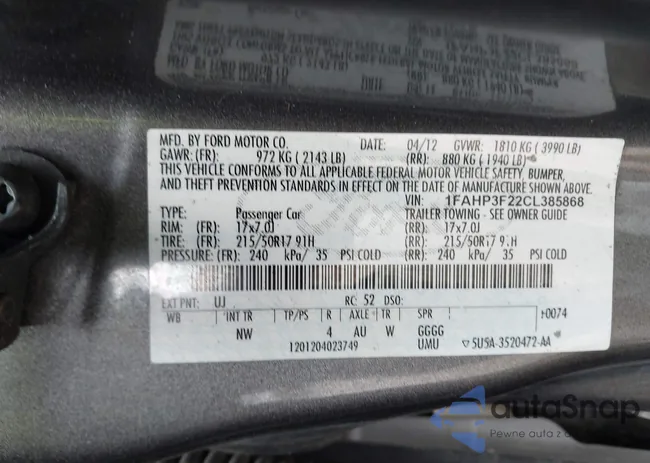 MFD. BY FORD MOTOR CO. DATE: 04/12 GVWR: 1810 KG ( 3990 LB)
GAWR: (FR): 972 KG ( 2143 LB) (RR): 880 KG ( 1940 LB)
THIS VEHICLE CONFORMS TO ALL APPLICABLE FEDERAL MOTOR VEHICLE SAFETY, BUMPER,
AND THEFT PREVENTION STANDARDS IN EFFECT ON THE DATE OF MANUFACTURE SHOWN ABOVE.
VIN: 1FAHP3F22CL385868
TYPE: Passenger Car TRAILER TOWING - SEE OWNER GUIDE
RIM: (FR): 17x7.0J (RR): 17x7.0J
TIRE: (FR): 215/50R17 91H (RR): 215/50R17 91H
PRESSURE: (FR): 240 kPa/ 35 PSI COLD (RR): 240 kPa/ 35 PSI COLD
EXT PNT: UJ RC: 52 DSO:
WB INT TR TP/PS R AXLE TR SPR
NW 4 AU W GGGG
1201204023749 UMU 5U5A-3520472-AA
autoSnap
Pewne auta z